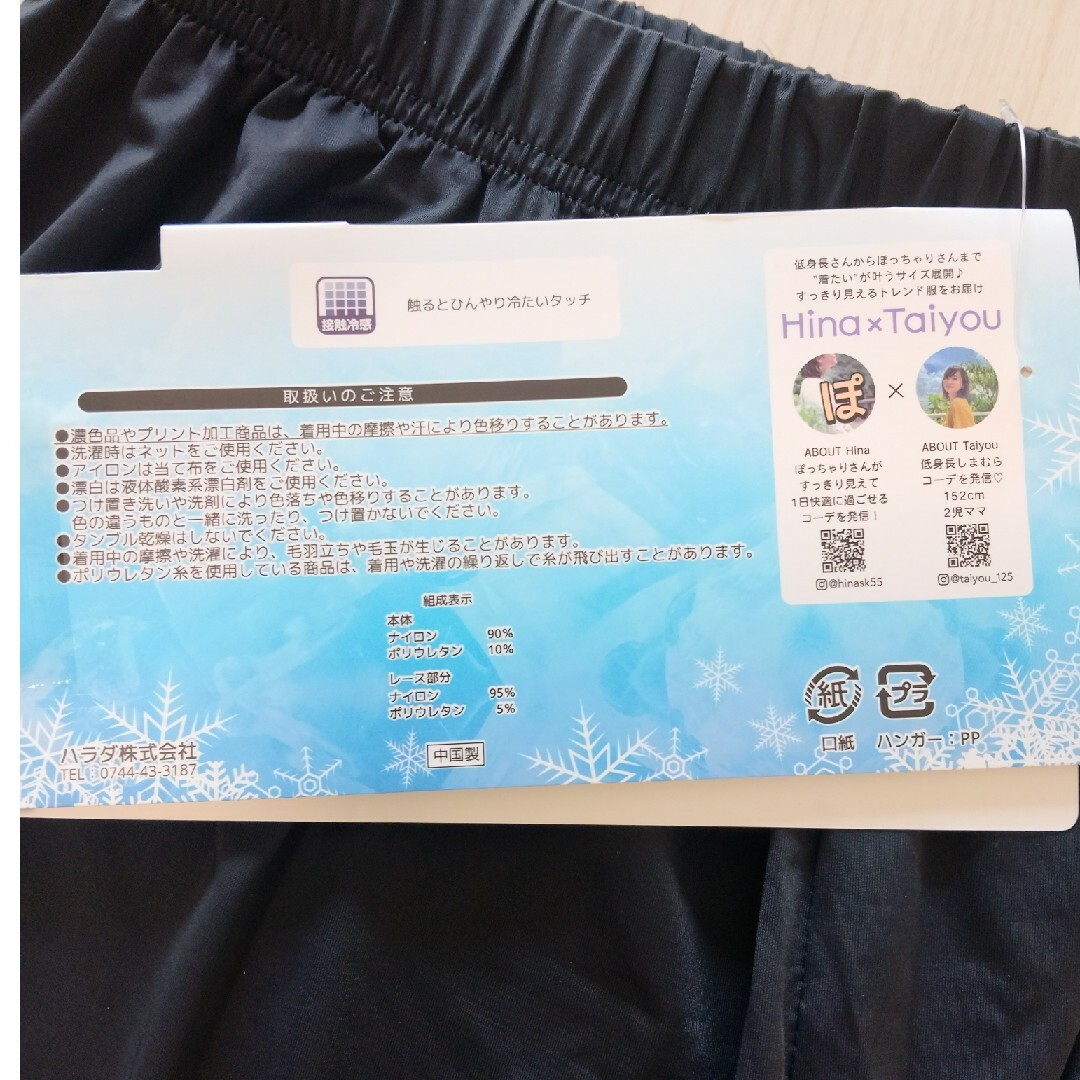 接触冷感
触るとひんやり冷たいタッチ
取扱いのご注意
●濃色品やプリント加工商品は、着用中の摩擦や汗により色移りすることがあります。
●洗濯時はネットをご使用ください。
●アイロンは当て布をご使用ください。
●漂白は液体酸素系漂白剤をご使用ください。
●つけ置き洗いや洗剤により色落ちや色移りすることがあります。
色の違うものと一緒に洗ったり、つけ置かないでください。
●タンブル乾燥はしないでください。
●着用中の摩擦や洗濯により、毛羽立ちや毛玉が生じることがあります。
●ポリウレタン糸を使用している商品は、着用や洗濯の繰り返しで糸が飛び出すことがあります。
組成表示
本体
ナイロン 90%
ポリウレタン 10%
レース部分
ナイロン 95%
ポリウレタン 5%
中国製
ハラダ株式会社
TEL：0744-43-3187
低身長さんからぽっちゃりさんまで
"着たい"が叶うサイズ展開♪
すっきり見えるトレンド服をお届け
Hina×Taiyou
ぽ ×
ABOUT Hina
ぽっちゃりさんが
すっきり見えて
1日快適に過ごせる
コーデを発信！
@hinask55
ABOUT Taiyou
低身長しまむら
コーデを発信♡
152cm
2児ママ
@taiyou_125
紙 プラ
口紙 ハンガー：PP